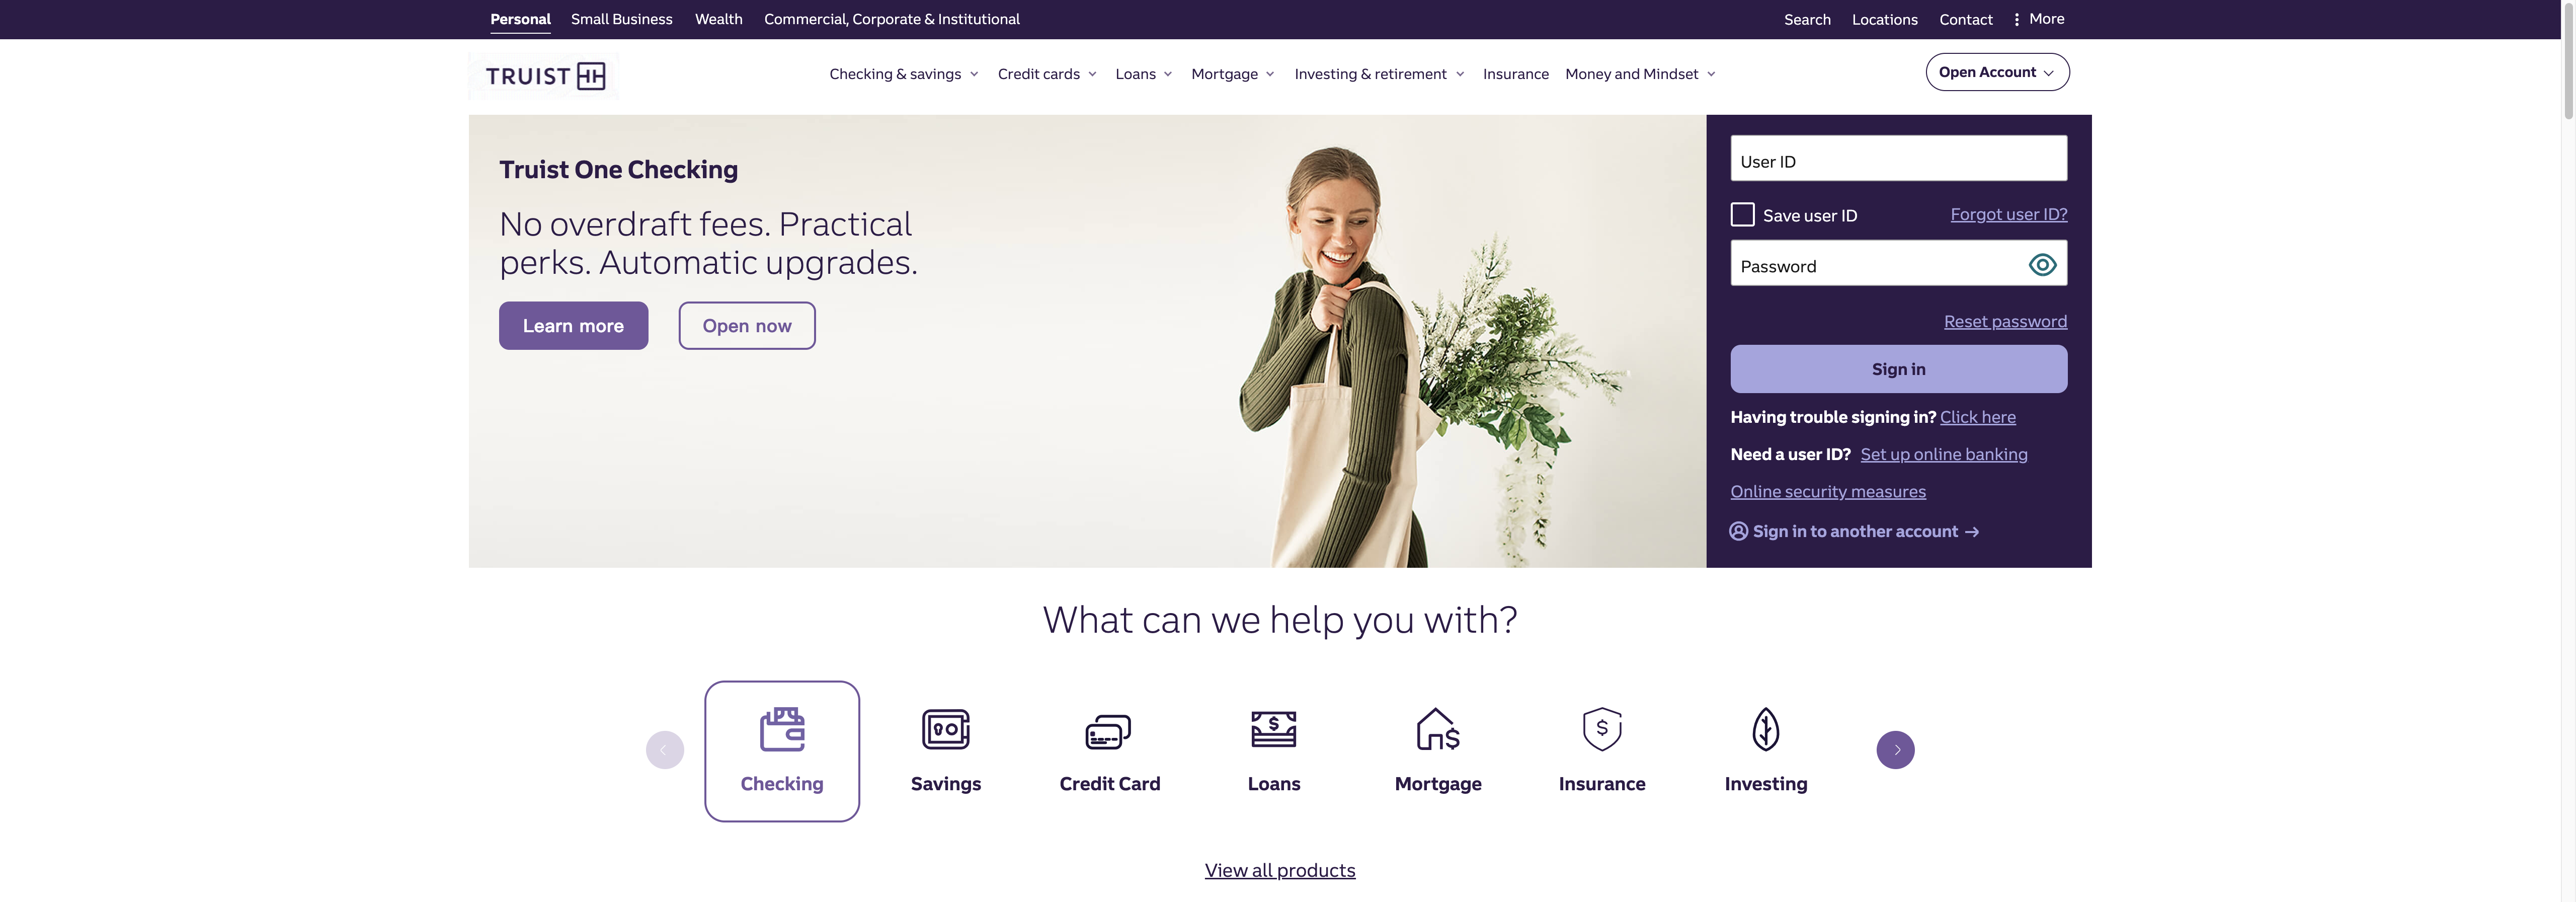 Personal
Small Business
Wealth
Commercial, Corporate & Institutional
Search
Locations
Contact
More
TRUIST
Checking & savings
Credit cards
Loans
Mortgage
Investing & retirement
Insurance
Money and Mindset
Open Account
Truist One Checking
No overdraft fees. Practical
perks. Automatic upgrades.
Learn more
Open now
User ID
Save user ID
Forgot user ID?
Password
Reset password
Sign in
Having trouble signing in? Click here
Need a user ID? Set up online banking
Online security measures
Sign in to another account →
What can we help you with?
Checking
Savings
Credit Card
Loans
Mortgage
Insurance
Investing
View all products